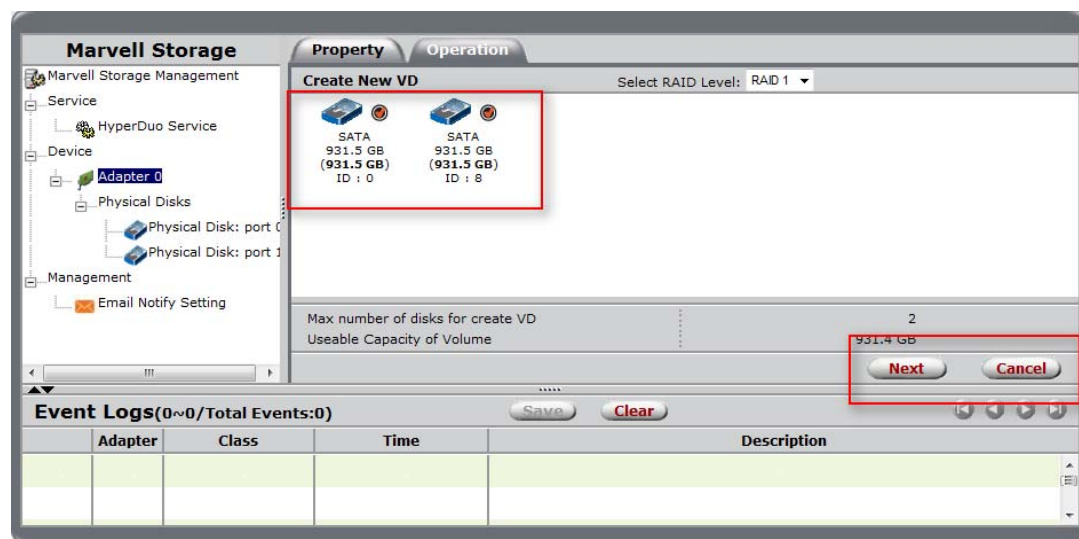 Marvell Storage
Property
Operation
Marvell Storage Management
Service
HyperDuo Service
Device
Adapter 0
Physical Disks
Physical Disk: port 0
Physical Disk: port 1
Management
Email Notify Setting
Create New VD
Select RAID Level: RAID 1
SATA
931.5 GB
(931.5 GB)
ID : 0
SATA
931.5 GB
(931.5 GB)
ID : 8
Max number of disks for create VD 2
Useable Capacity of Volume 931.4 GB
Next
Cancel
Event Logs(0~0/Total Events:0)
Save
Clear
Adapter Class Time Description